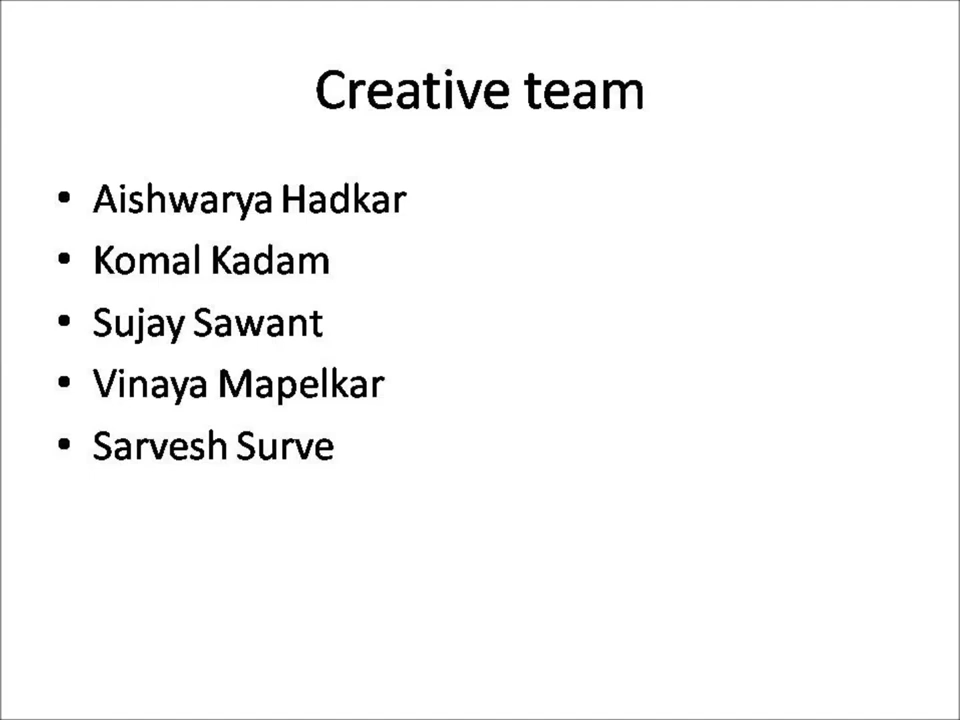 Creative team
• Aishwarya Hadkar
• Komal Kadam
• Sujay Sawant
• Vinaya Mapelkar
• Sarvesh Surve